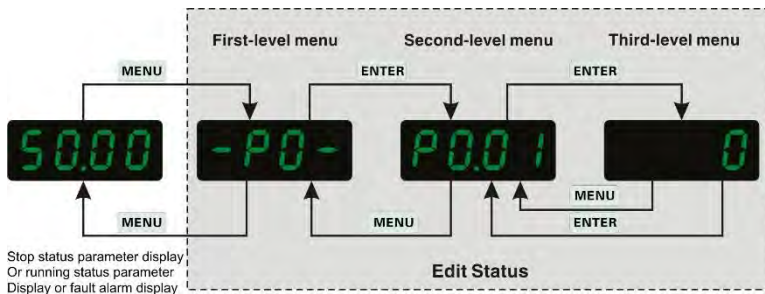 First-level menu
Second-level menu
Third-level menu
MENU
ENTER
ENTER
50.00
-P0-
P0.01
0
MENU
MENU
MENU
ENTER
Stop status parameter display
Or running status parameter
Display or fault alarm display
Edit Status